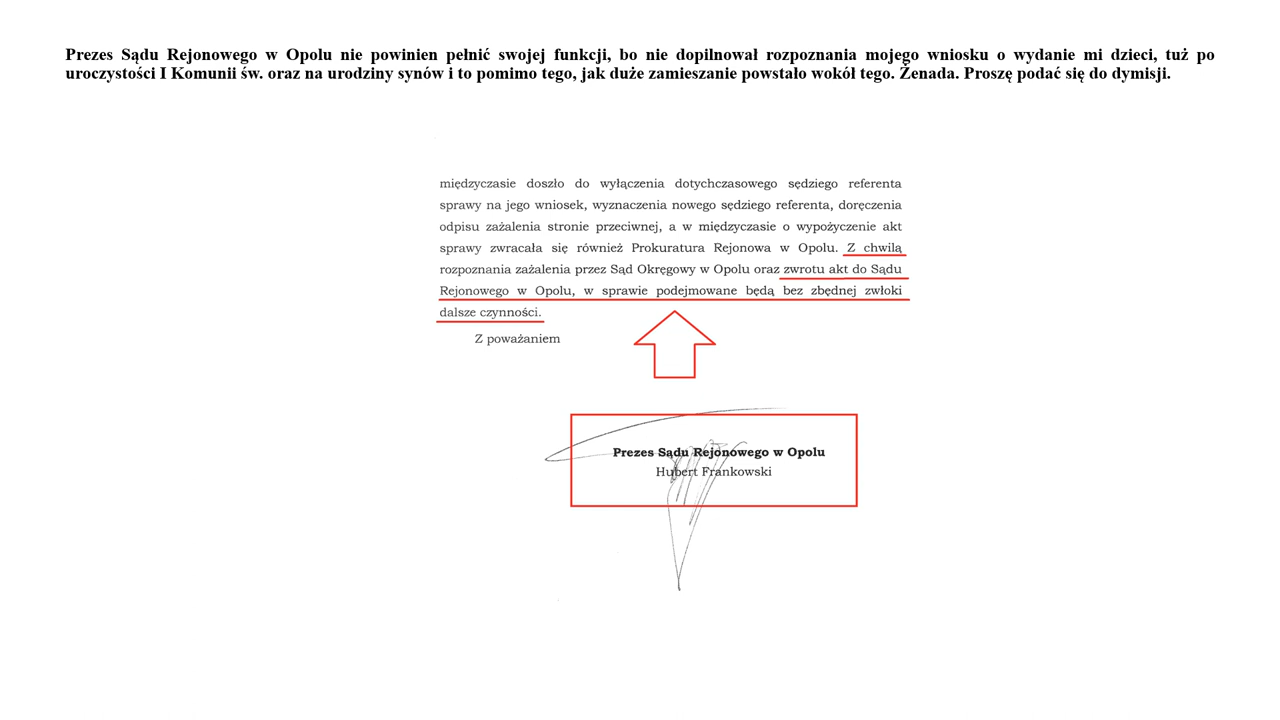 Prezes Sądu Rejonowego w Opolu nie powinien pełnić swojej funkcji, bo nie dopilnował rozpoznania mojego wniosku o wydanie mi dzieci, tuż po
uroczystości I Komunii św. oraz na urodziny synów i to pomimo tego, jak duże zamieszanie powstało wokół tego. Żenada. Proszę podać się do dymisji.
międzyczasie doszło do wyłączenia dotychczasowego sędziego referenta
sprawy na jego wniosek, wyznaczenia nowego sędziego referenta, doręczenia
odpisu zażalenia stronie przeciwnej, a w międzyczasie o wypożyczenie akt
sprawy zwracała się również Prokuratura Rejonowa w Opolu. Z chwilą
rozpoznania zażalenia przez Sąd Okręgowy w Opolu oraz zwrotu akt do Sądu
Rejonowego w Opolu, w sprawie podejmowane będą bez zbędnej zwłoki
dalsze czynności.
Z poważaniem
Prezes Sądu Rejonowego w Opolu
Hubert Frankowski